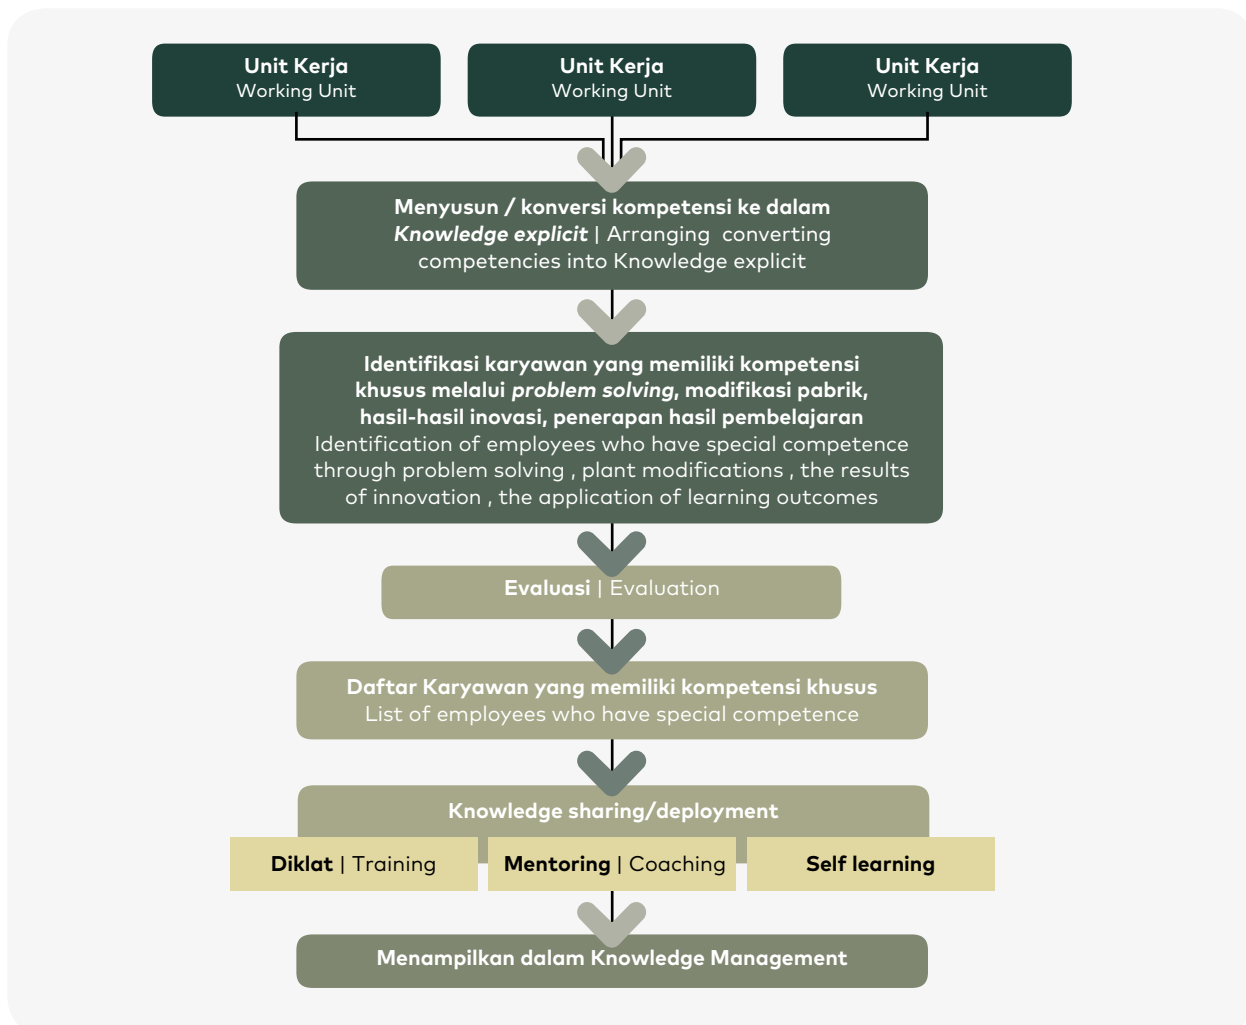 Unit Kerja
Working Unit
Unit Kerja
Working Unit
Unit Kerja
Working Unit
Menyusun / konversi kompetensi ke dalam
Knowledge explicit | Arranging converting
competencies into Knowledge explicit
Identifikasi karyawan yang memiliki kompetensi
khusus melalui problem solving, modifikasi pabrik,
hasil-hasil inovasi, penerapan hasil pembelajaran
Identification of employees who have special competence
through problem solving , plant modifications , the results
of innovation , the application of learning outcomes
Evaluasi | Evaluation
Daftar Karyawan yang memiliki kompetensi khusus
List of employees who have special competence
Knowledge sharing/deployment
Diklat | Training
Mentoring | Coaching
Self learning
Menampilkan dalam Knowledge Management